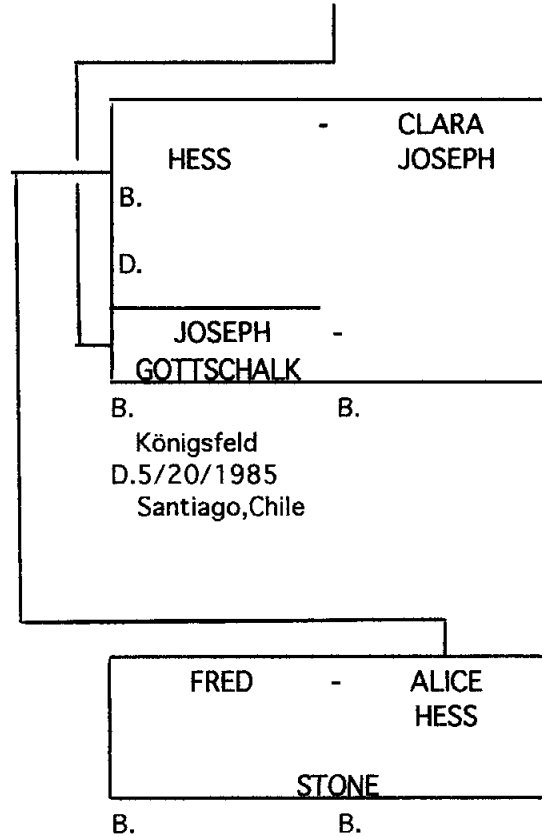 - CLARA
HESS JOSEPH
B.
D.
JOSEPH -
GOTTSCHALK
B. B.
Königsfeld
D.5/20/1985
Santiago,Chile
FRED - ALICE
HESS
STONE
B. B.